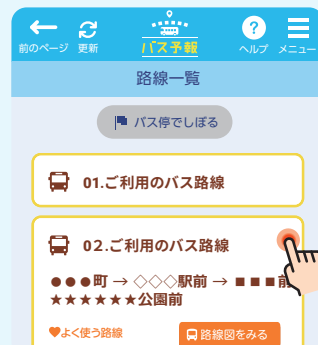 前のページ 更新 バス予報 ヘルプ メニュー
路線一覧
バス停でしぼる
01.ご利用のバス路線
02.ご利用のバス路線
●●●町 → ◇◇◇駅前 → ■■■前
★★★★★★公園前
よく使う路線 路線図をみる